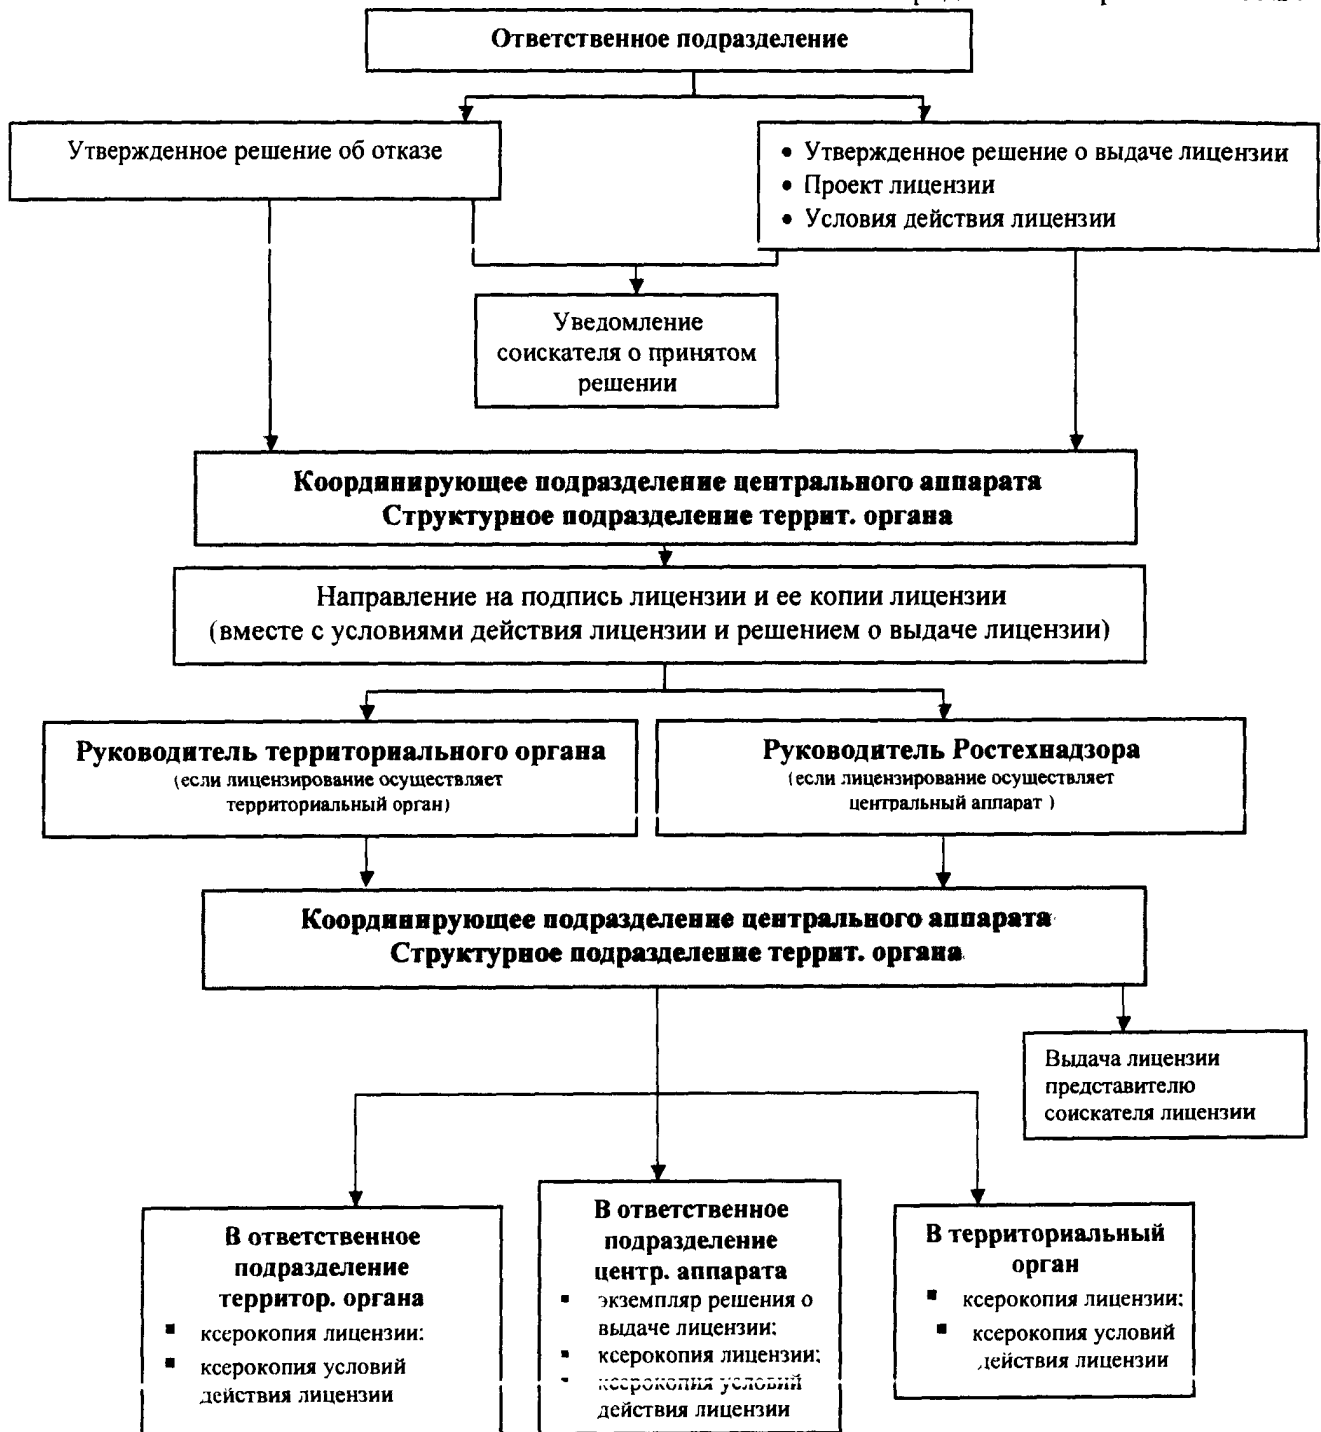 Ответственное подразделение
Утвержденное решение об отказе
• Утвержденное решение о выдаче лицензии
• Проект лицензии
• Условия действия лицензии
Уведомление
соискателя о принятом
решении
Координирующее подразделение центрального аппарата
Структурное подразделение террит. органа
Направление на подпись лицензии и ее копии лицензии
(вместе с условиями действия лицензии и решением о выдаче лицензии)
Руководитель территориального органа
(если лицензирование осуществляет
территориальный орган)
Руководитель Ростехнадзора
(если лицензирование осуществляет
центральный аппарат )
Координирующее подразделение центрального аппарата
Структурное подразделение террит. органа
Выдача лицензии
представителю
соискателя лицензии
В ответственное
подразделение
территор. органа
▪ ксерокопия лицензии;
▪ ксерокопия условий
действия лицензии
В ответственное
подразделение
центр. аппарата
▪ экземпляр решения о
выдаче лицензии;
▪ ксерокопия лицензии;
▪ ксерокопия условий
действия лицензии
В территориальный
орган
▪ ксерокопия лицензии;
▪ ксерокопия условий
действия лицензии